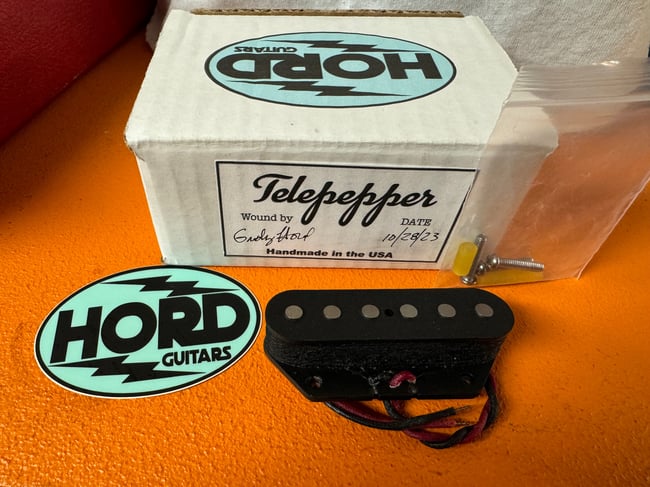 HORD
GUITARS
Telepepper
Wound by
DATE
10/28/23
Handmade in the USA
HORD
GUITARS